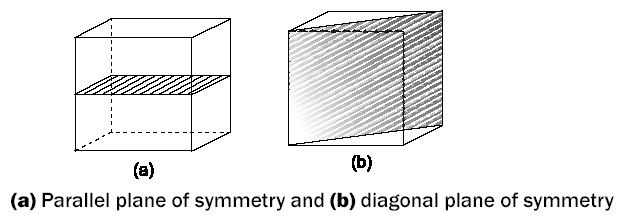 (a)
(b)
(a) Parallel plane of symmetry and (b) diagonal plane of symmetry